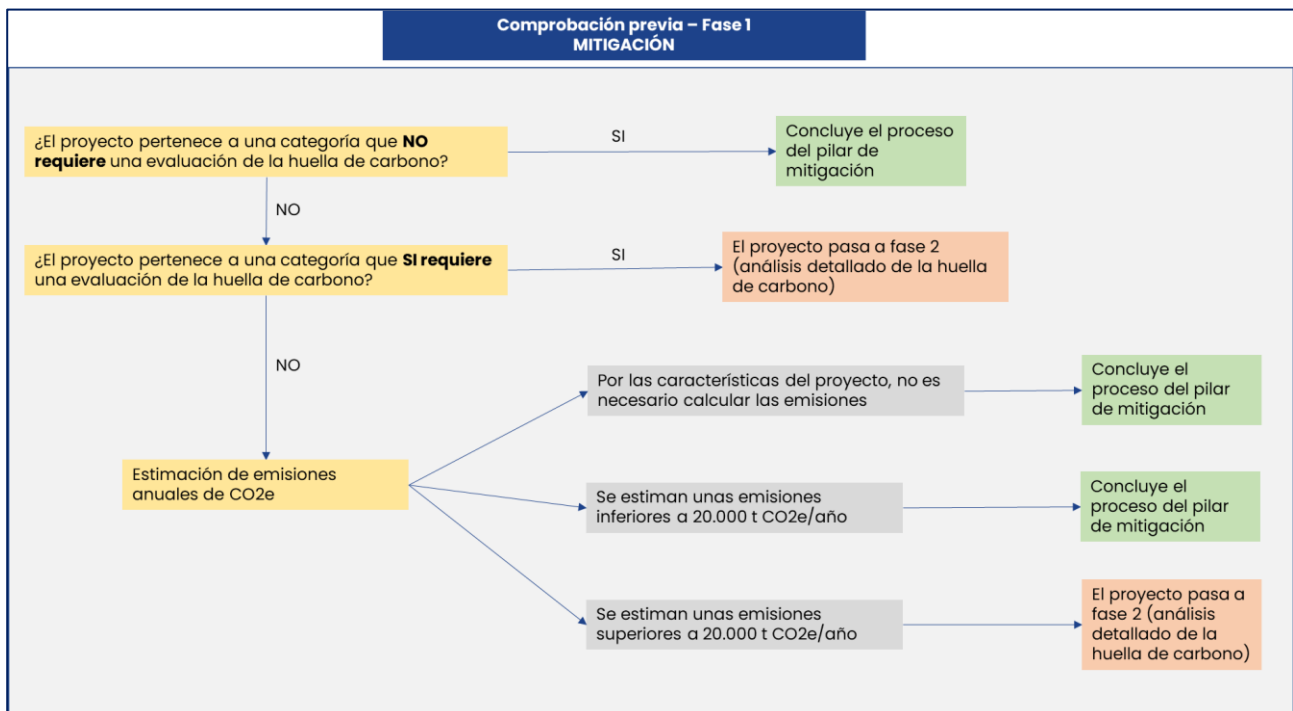 Comprobación previa – Fase 1
MITIGACIÓN
¿El proyecto pertenece a una categoría que NO
requiere una evaluación de la huella de carbono?
SI
Concluye el proceso
del pilar de
mitigación
NO
¿El proyecto pertenece a una categoría que SI requiere
una evaluación de la huella de carbono?
SI
El proyecto pasa a fase 2
(análisis detallado de la huella
de carbono)
NO
Estimación de emisiones
anuales de CO2e
Por las características del proyecto, no es
necesario calcular las emisiones
Concluye el
proceso del pilar
de mitigación
Se estiman unas emisiones
inferiores a 20.000 t CO2e/año
Concluye el
proceso del pilar
de mitigación
Se estiman unas emisiones
superiores a 20.000 t CO2e/año
El proyecto pasa a
fase 2 (análisis
detallado de la
huella de carbono)